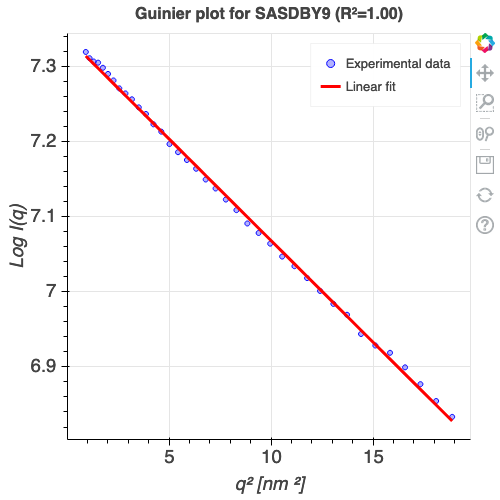 Guinier plot for SASDBY9 (R²=1.00)
Experimental data
Linear fit
7.3
7.2
7.1
7
6.9
Log I(q)
5
10
15
q² [nm ²]